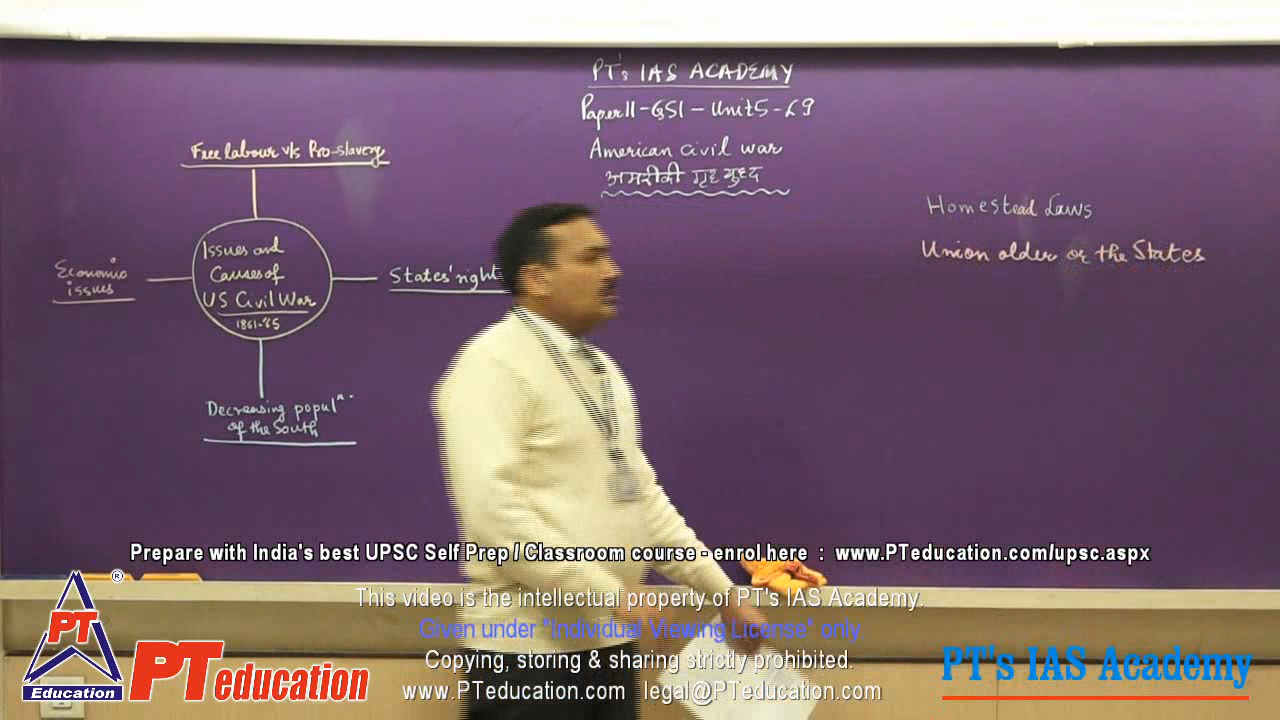 PT's IAS ACADEMY
Paper II - GS1 - Unit 5 - L9
American civil war
अमरीकी गृह युध्द
Free labour v/s Pro-slavery
Issues and
Causes of
US Civil War
1861-'65
Economic
issues
States' right
Decreasing popul^n.
of the South
Homestead Laws
Union older or the States
Prepare with India's best UPSC Self Prep / Classroom course - enrol here : www.PTeducation.com/upsc.aspx
This video is the intellectual property of PT's IAS Academy.
Given under "Individual Viewing License" only
Copying, storing & sharing strictly prohibited.
www.PTeducation.com legal@PTeducation.com
®
PT
Education
PT education
PT's IAS Academy